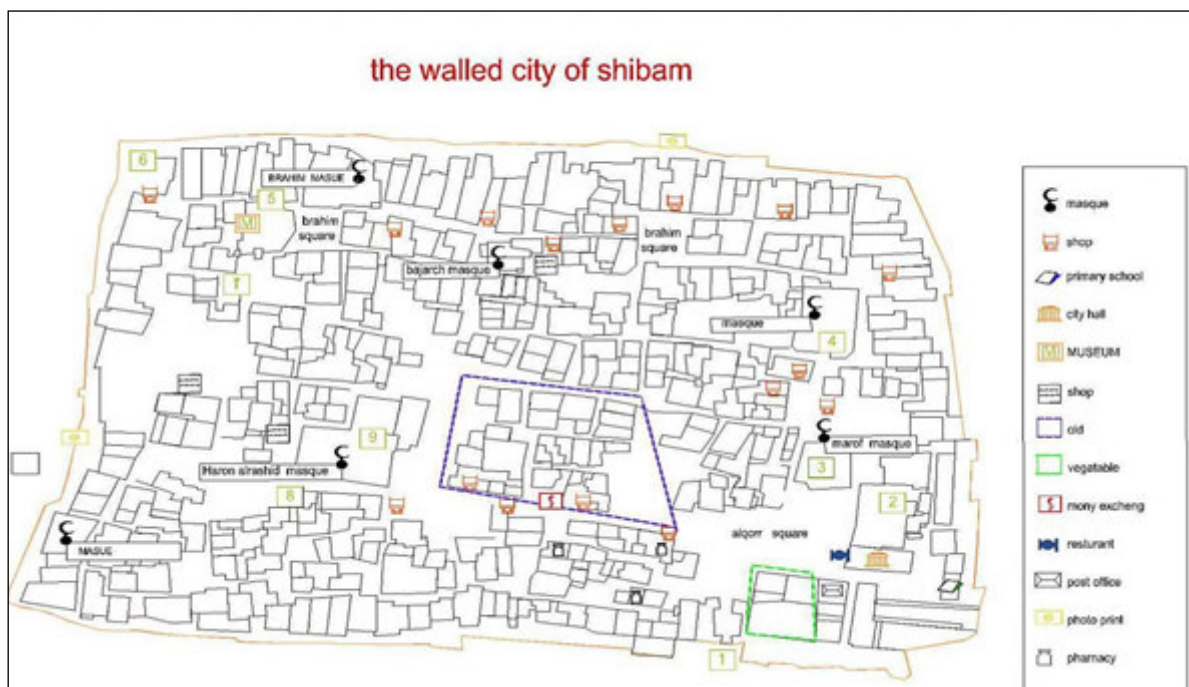 the walled city of shibam
6
BRAHIM MASUE
5
M
brahim
square
brahim
square
bajarch masque
masque
4
9
marof masque
Haron alrashid masque
3
8
2
alqorr square
MASUE
1
masque
shop
primary school
city hall
M
MUSEUM
shop
old
vegatable
mony excheng
resturant
post office
photo print
pharmacy